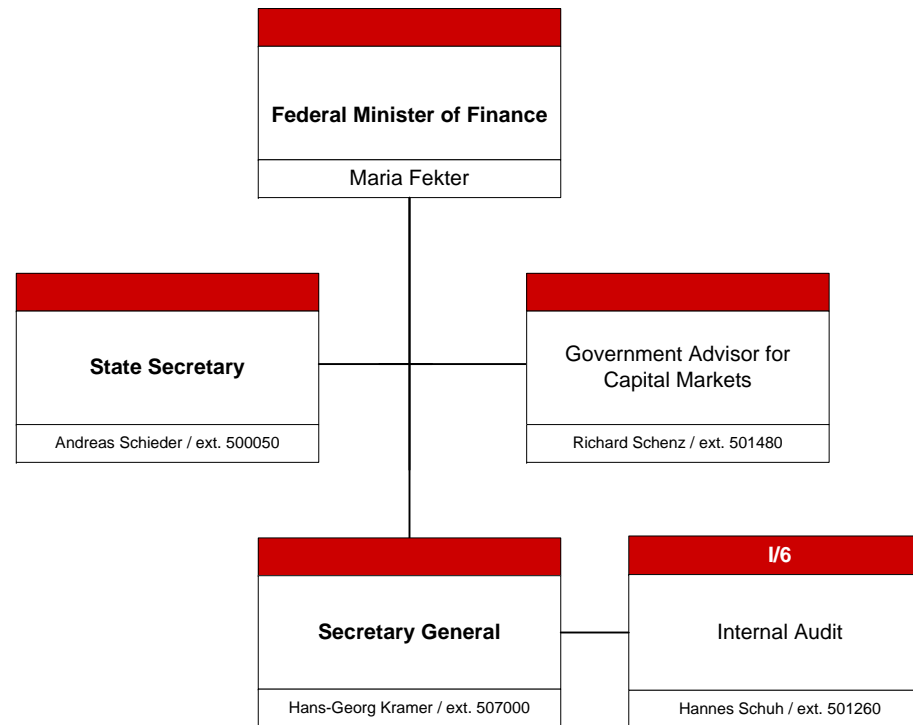 Federal Minister of Finance
Maria Fekter
State Secretary
Andreas Schieder / ext. 500050
Government Advisor for
Capital Markets
Richard Schenz / ext. 501480
Secretary General
Hans-Georg Kramer / ext. 507000
I/6
Internal Audit
Hannes Schuh / ext. 501260